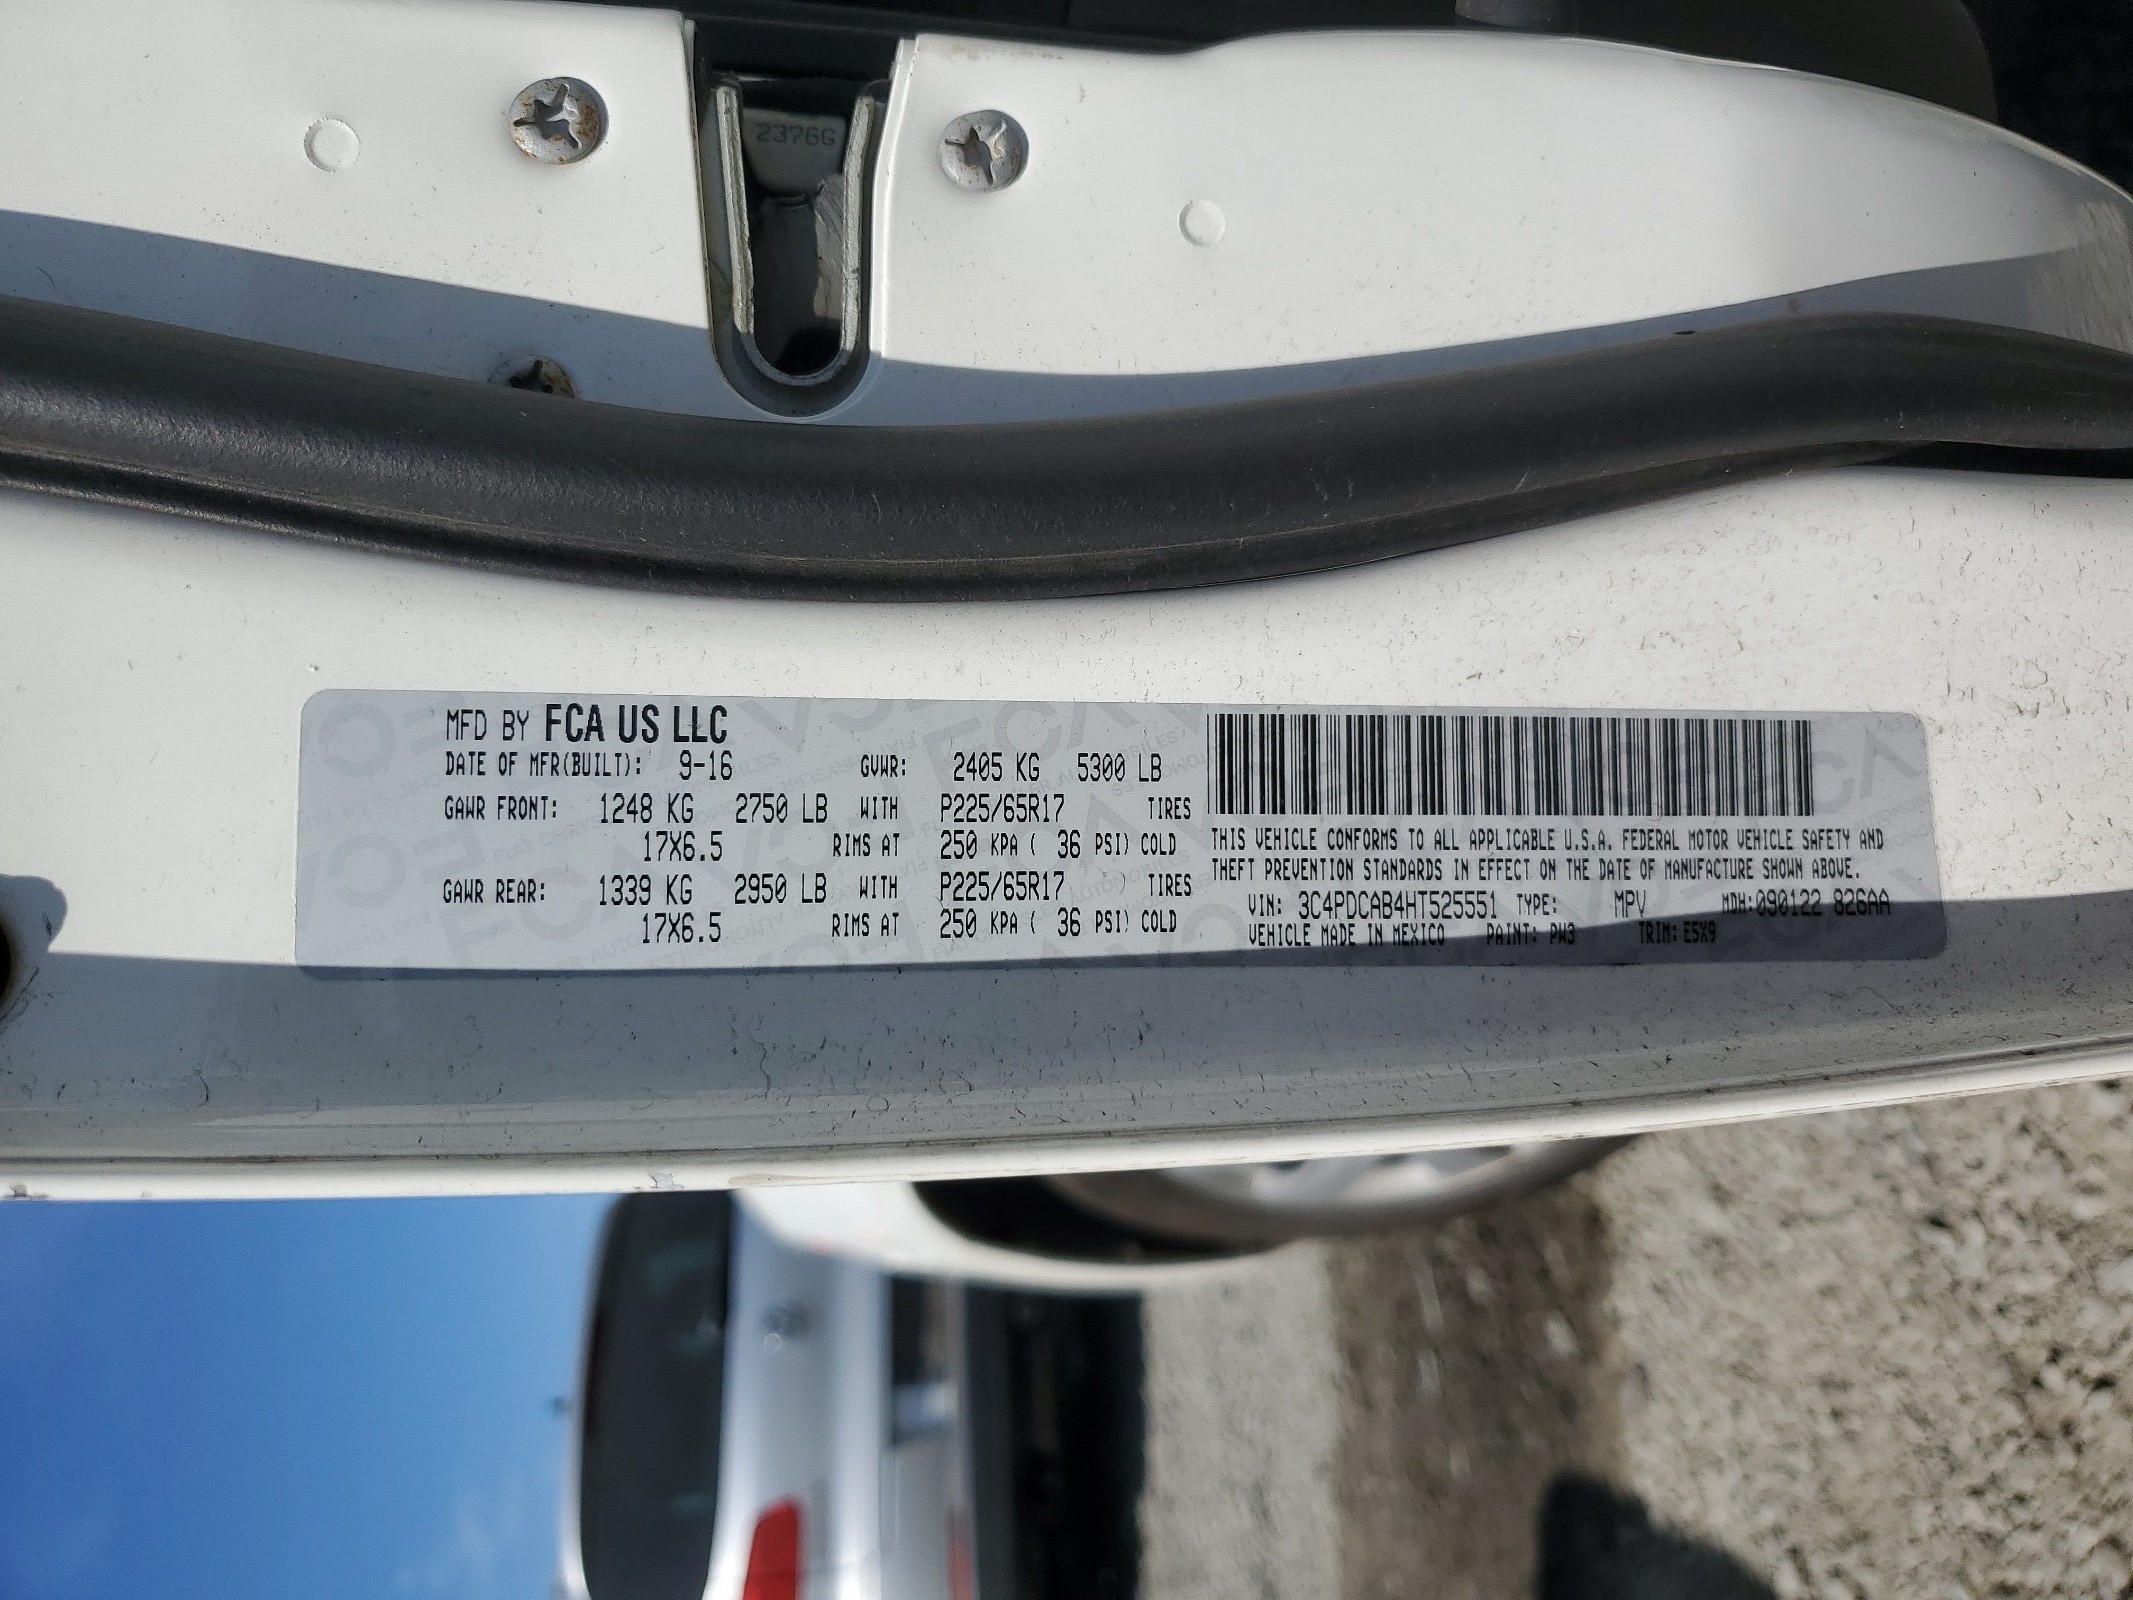 2376G
MFD BY FCA US LLC
DATE OF MFR(BUILT): 9-16 GVWR: 2405 KG 5300 LB
GAWR FRONT: 1248 KG 2750 LB WITH P225/65R17 TIRES
17X6.5 RIMS AT 250 KPA ( 36 PSI) COLD
GAWR REAR: 1339 KG 2950 LB WITH P225/65R17 TIRES
17X6.5 RIMS AT 250 KPA ( 36 PSI) COLD
THIS VEHICLE CONFORMS TO ALL APPLICABLE U.S.A. FEDERAL MOTOR VEHICLE SAFETY AND
THEFT PREVENTION STANDARDS IN EFFECT ON THE DATE OF MANUFACTURE SHOWN ABOVE.
VIN: 3C4PDCAB4HT525551 TYPE: MPV MDH: 090122 826AA
VEHICLE MADE IN MEXICO PAINT: PW3 TRIM: E5X9